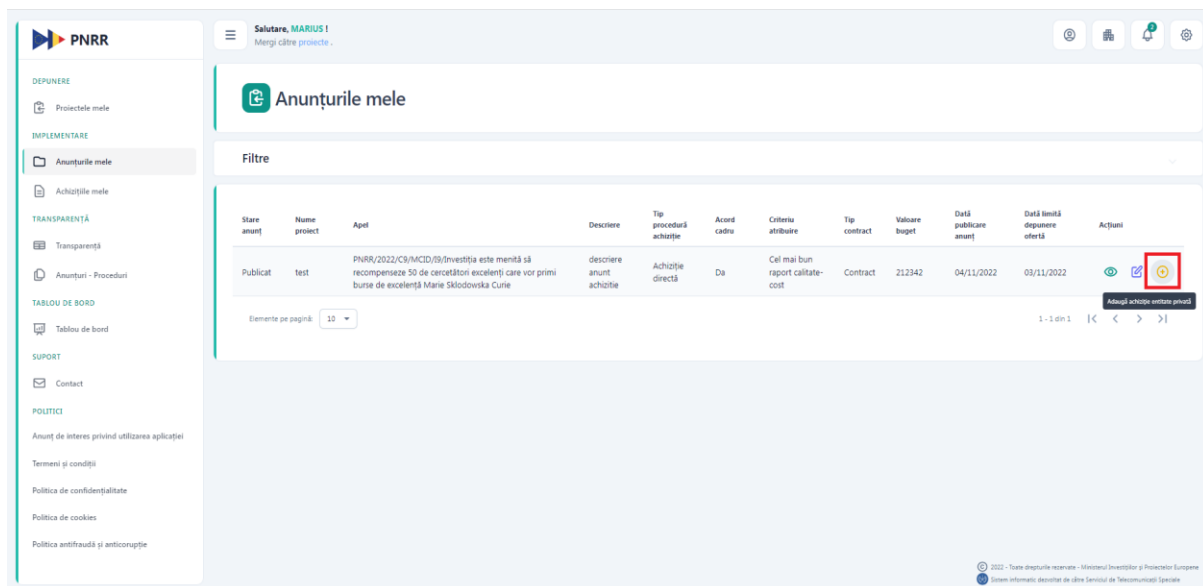 PNRR
Salutare, MARIUS !
Mergi către proiecte .
2
DEPUNERE
Proiectele mele
IMPLEMENTARE
Anunțurile mele
Achizițiile mele
TRANSPARENȚĂ
Transparență
Anunțuri - Proceduri
TABLOU DE BORD
Tablou de bord
SUPORT
Contact
POLITICI
Anunț de interes privind utilizarea aplicației
Termeni și condiții
Politica de confidențialitate
Politica de cookies
Politica antifraudă și anticorupție
Anunțurile mele
Filtre
Stare anunț
Nume proiect
Apel
Descriere
Tip procedură achiziție
Acord cadru
Criteriu atribuire
Tip contract
Valoare buget
Dată publicare anunț
Dată limită depunere ofertă
Acțiuni
Publicat
test
PNRR/2022/C9/MCID/I9/Investiția este menită să
recompenseze 50 de cercetători excelenți care vor primi
burse de excelență Marie Sklodowska Curie
descriere
anunt
achizitie
Achiziție
directă
Da
Cel mai bun
raport calitate-
cost
Contract
212342
04/11/2022
03/11/2022
Adaugă achiziție entitate privată
Elemente pe pagină: 10
1 - 1 din 1
2022 - Toate drepturile rezervate - Ministerul Investițiilor și Proiectelor Europene
Sistem informatic dezvoltat de către Serviciul de Telecomunicații Speciale